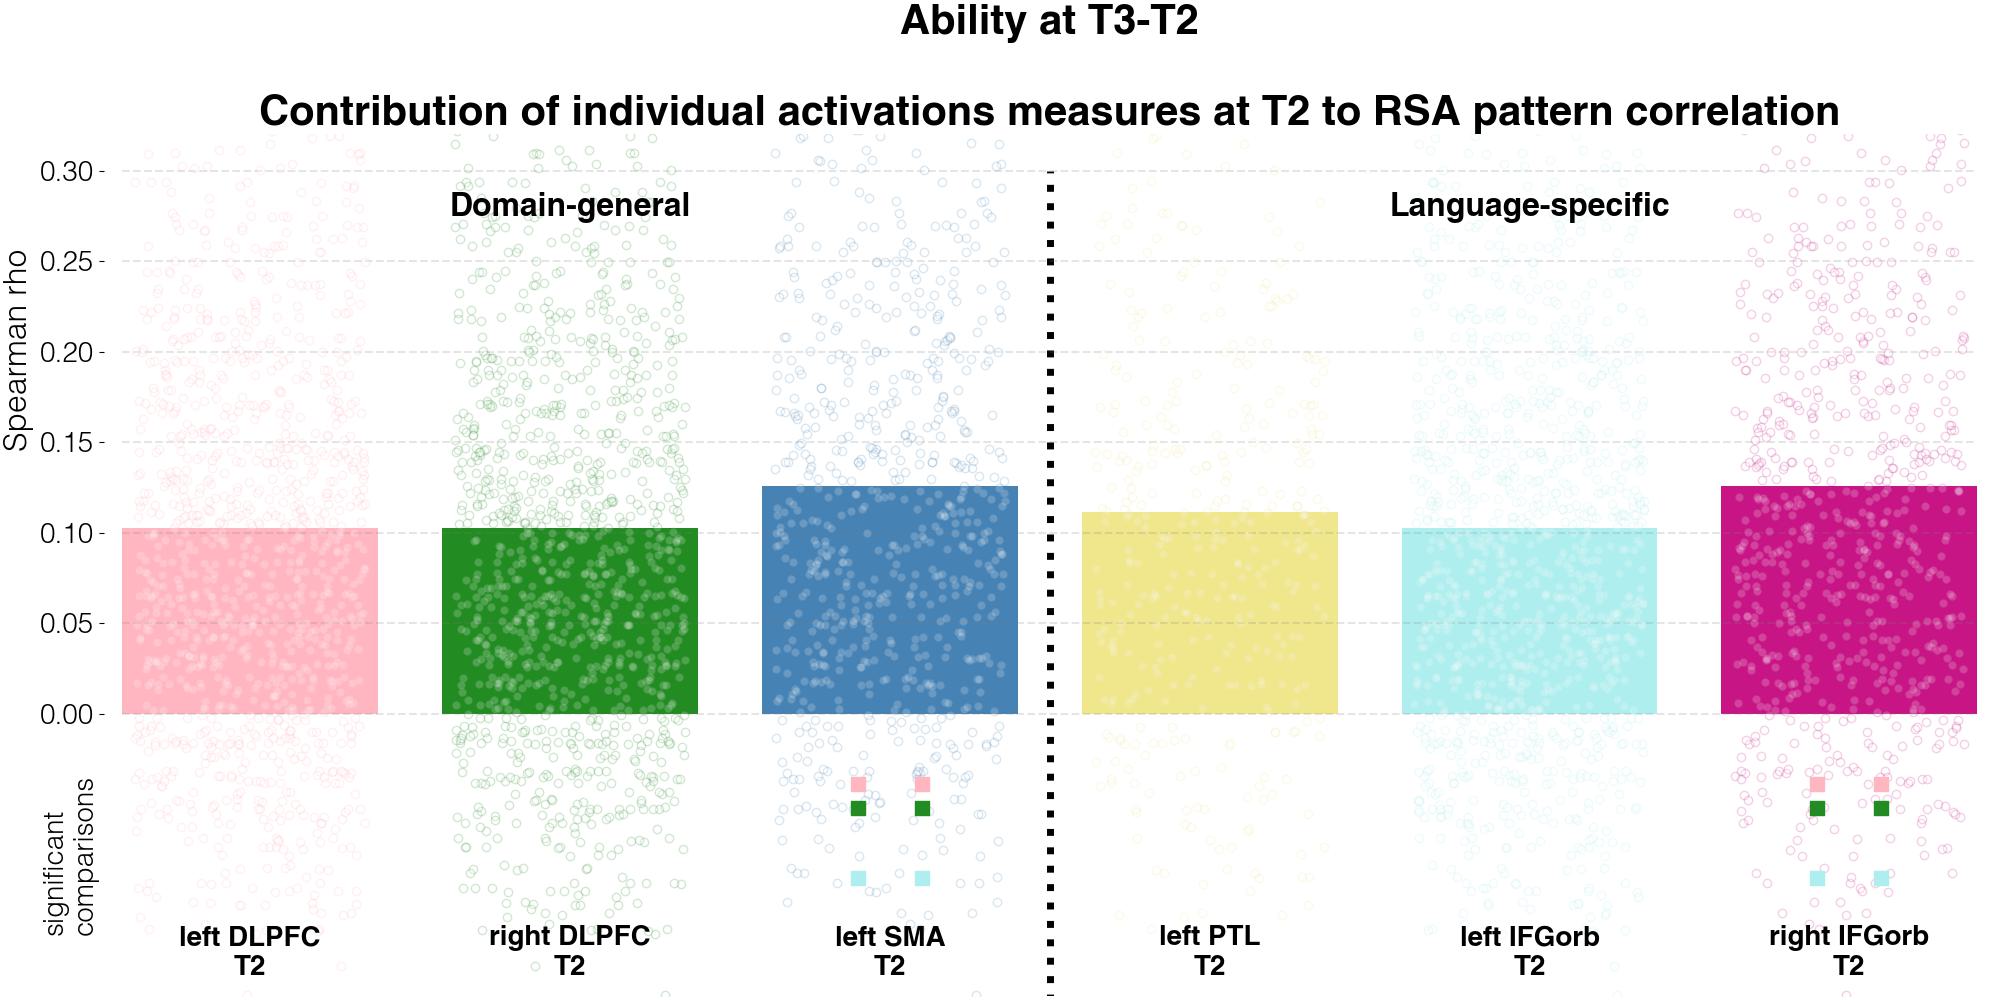 Ability at T3-T2
Contribution of individual activations measures at T2 to RSA pattern correlation
Spearman rho
0.30
0.25
0.20
0.15
0.10
0.05
0.00
significant
comparisons
Domain-general
Language-specific
left DLPFC
T2
right DLPFC
T2
left SMA
T2
left PTL
T2
left IFGorb
T2
right IFGorb
T2